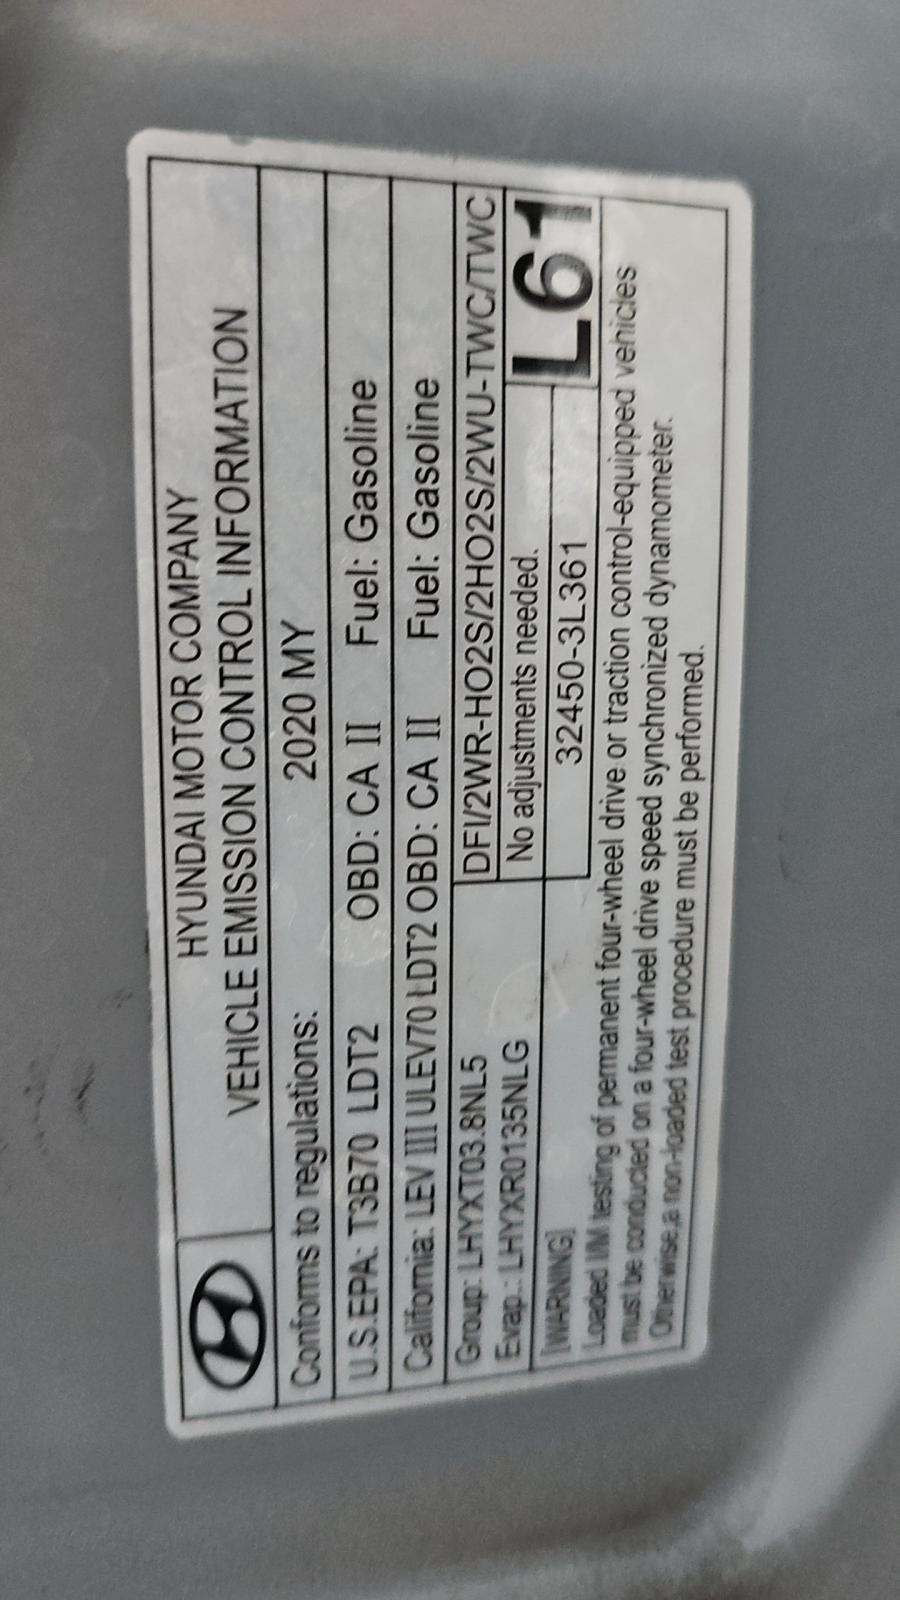 HYUNDAI MOTOR COMPANY
VEHICLE EMISSION CONTROL INFORMATION
Conforms to regulations: 2020 MY
U.S.EPA: T3B70 LDT2 OBD: CA II Fuel: Gasoline
California: LEV III ULEV70 LDT2 OBD: CA II Fuel: Gasoline
Group: LHYXT03.8NL5 DFI/2WR-HO2S/2HO2S/2HO2S/2WU-TWC/TWC
Evap.: LHYXR0135NLG No adjustments needed.
32450-3L361 L61
[WARNING]
Loaded I/M testing of permanent four-wheel drive or traction control-equipped vehicles
must be conducted on a four-wheel drive speed synchronized dynamometer.
Otherwise,a non-loaded test procedure must be performed.